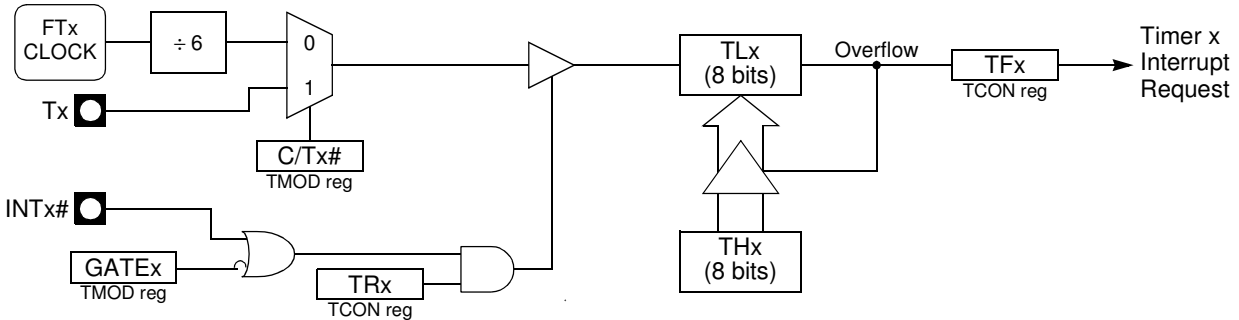 FTx
CLOCK
÷ 6
0
1
Tx
C/Tx#
TMOD reg
TLx
(8 bits)
Overflow
TFx
TCON reg
Timer x
Interrupt
Request
INTx#
GATEx
TMOD reg
TRx
TCON reg
THx
(8 bits)